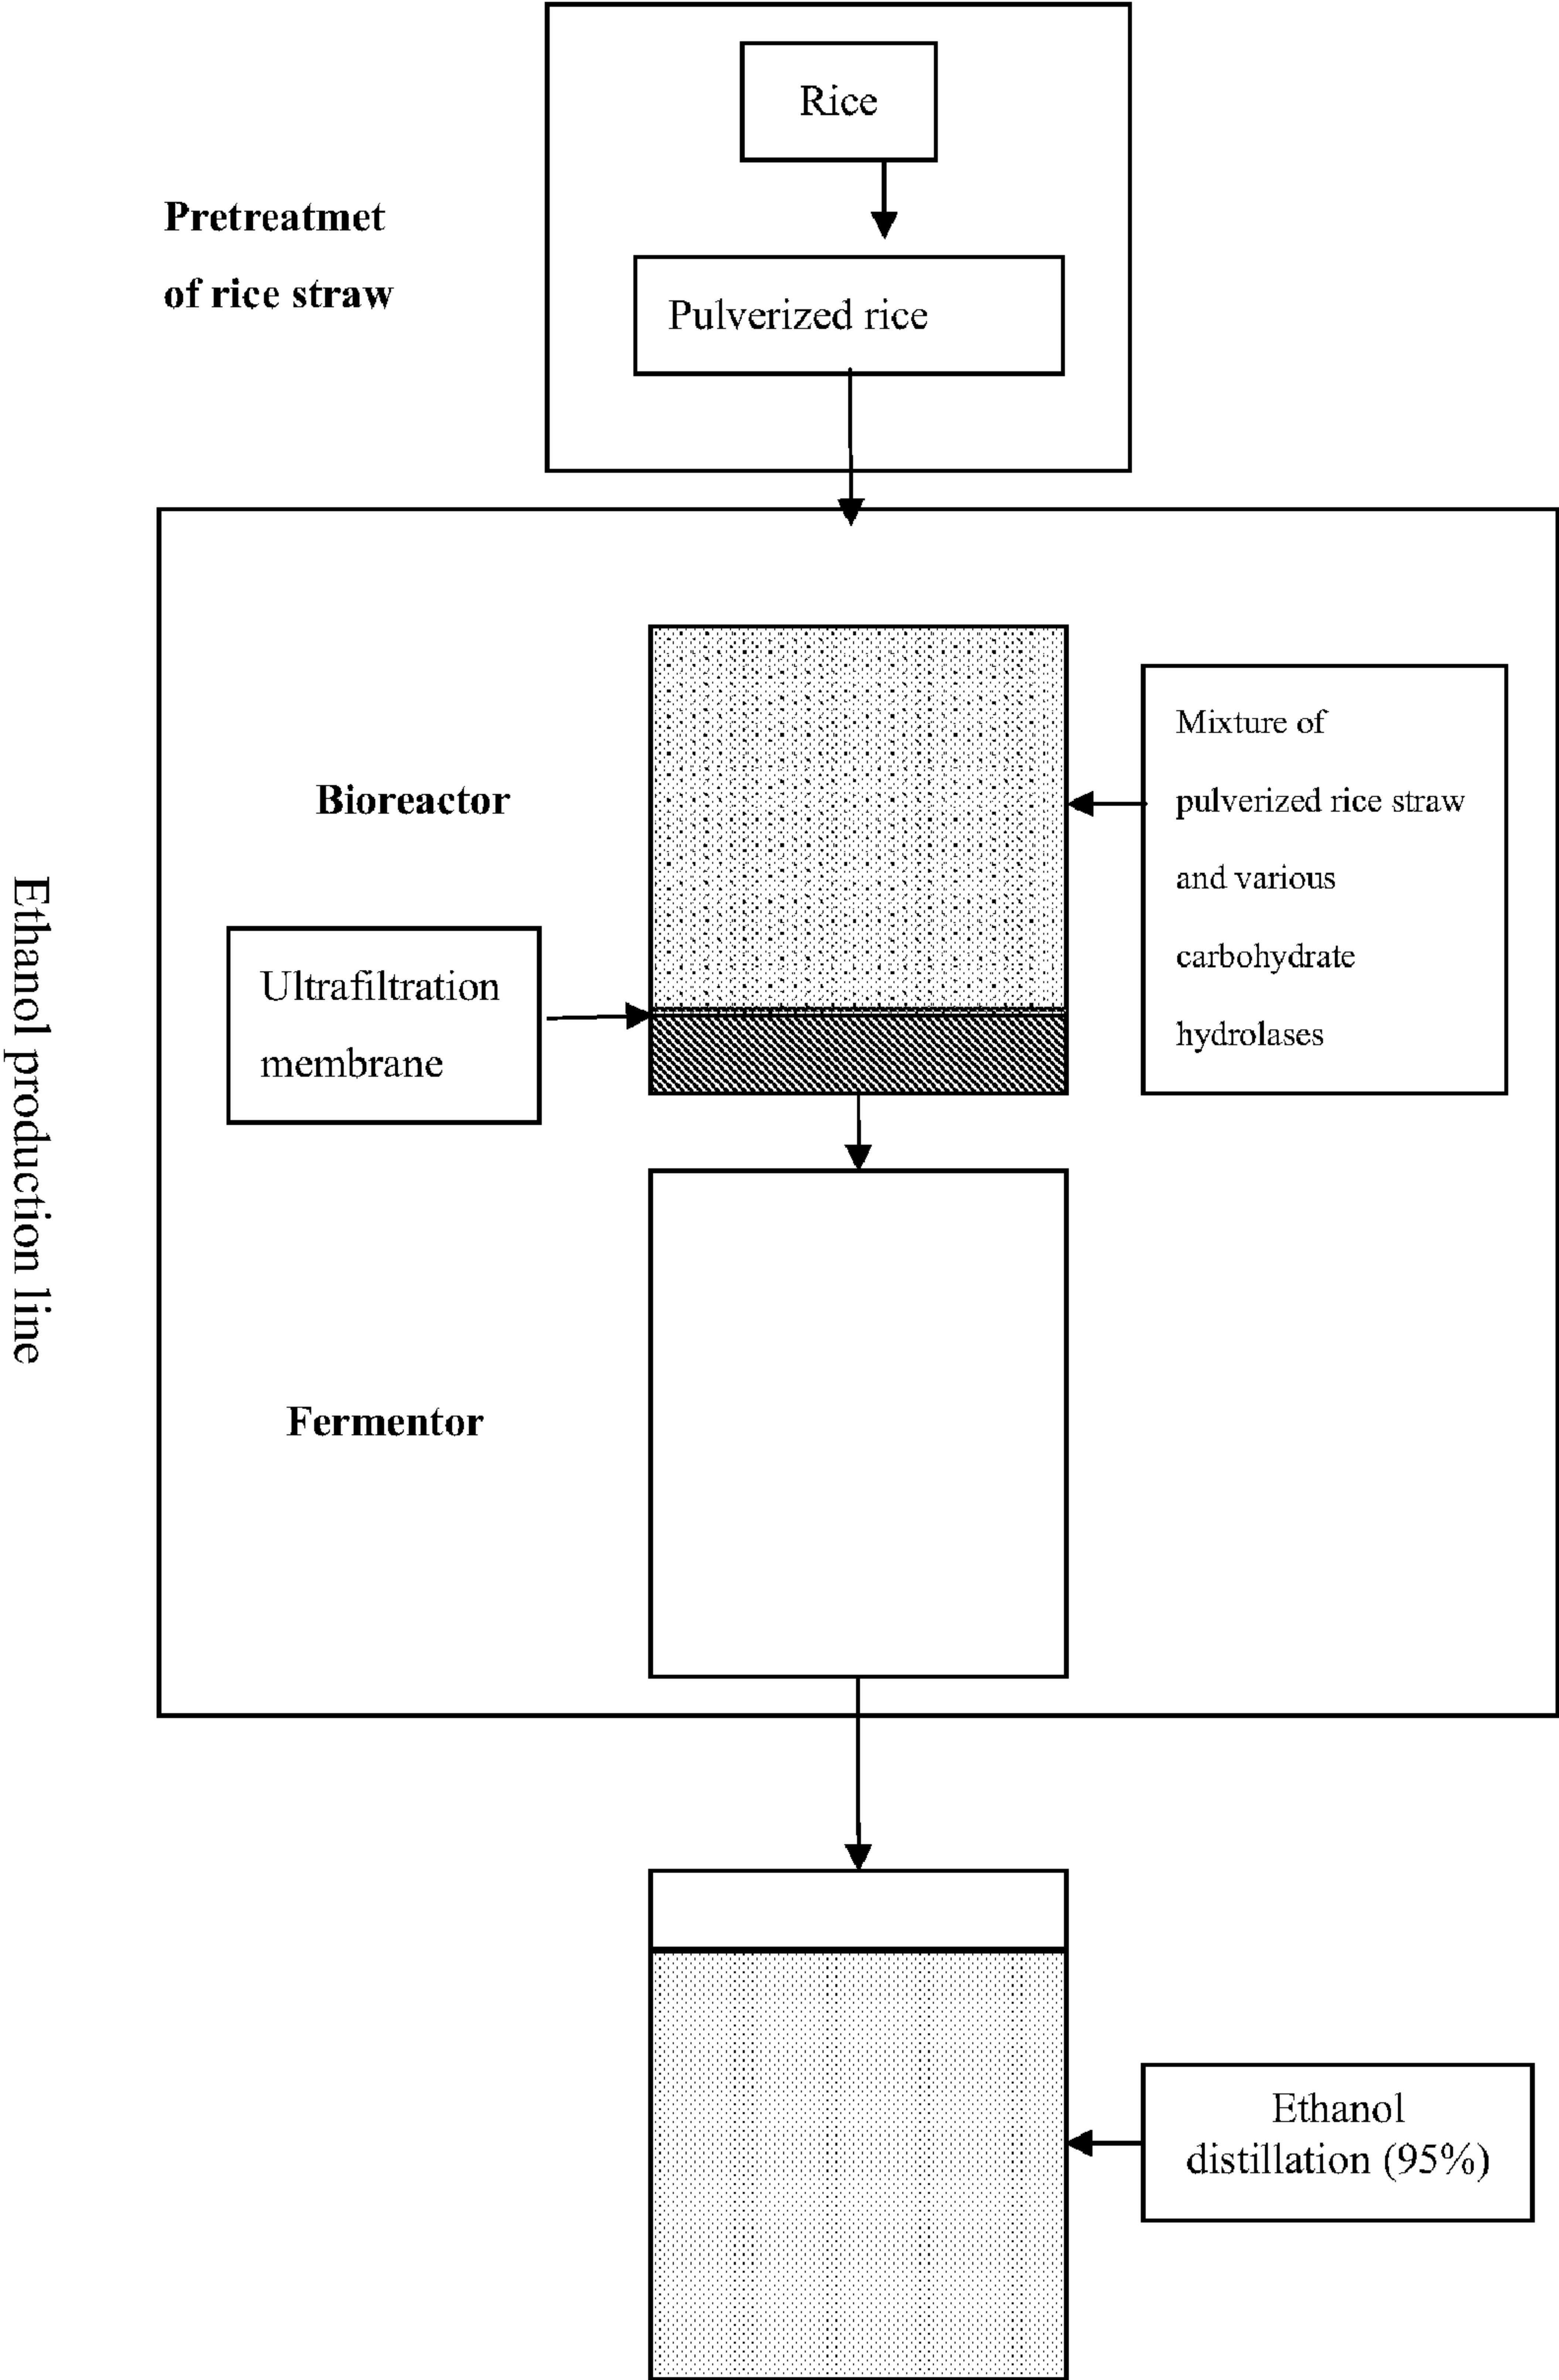 Rice
Pretreatmet
of rice straw
Pulverized rice
Mixture of
pulverized rice straw
and various
carbohydrate
hydrolases
Bioreactor
Ultrafiltration
membrane
Ethanol production line
Fermentor
Ethanol
distillation (95%)